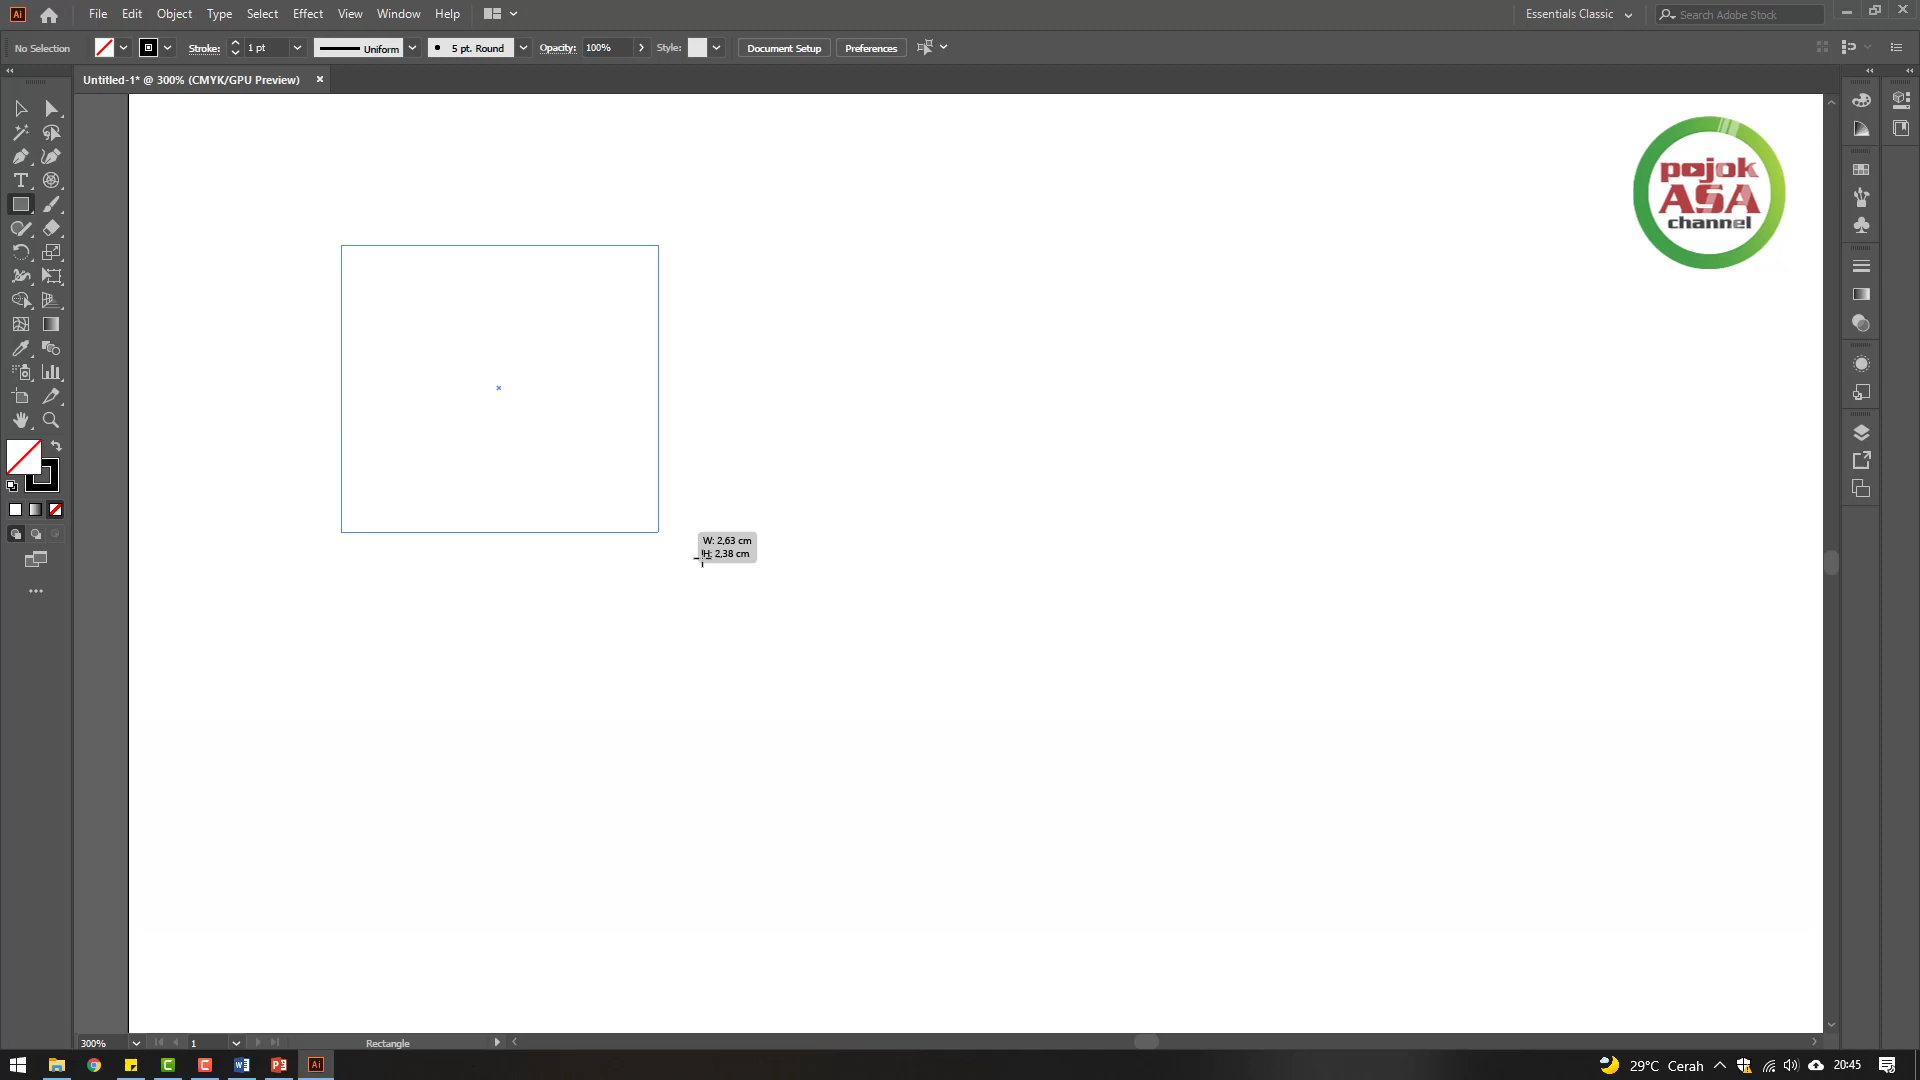 Ai File Edit Object Type Select Effect View Window Help Essentials Classic Search Adobe Stock
No Selection Stroke: 1 pt Uniform 5 pt. Round Opacity: 100% Style: Document Setup Preferences
Untitled-1* @ 300% (CMYK/GPU Preview)
pojok
ASA
channel
W: 2,63 cm
H: 2,38 cm
300% 1 Rectangle
Ai 29°C Cerah 20:45